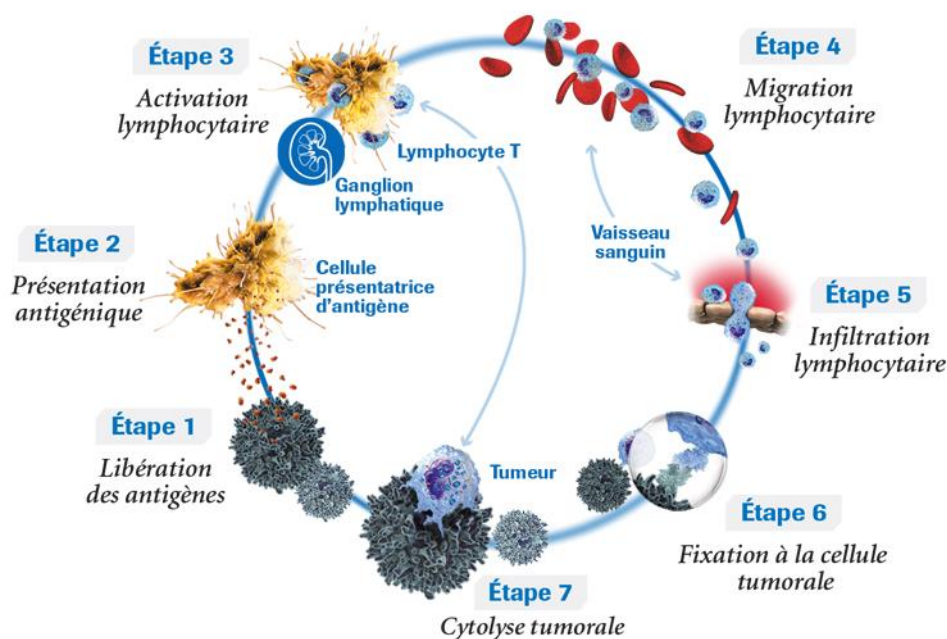 Étape 1
Libération
des antigènes
Étape 2
Présentation
antigénique
Cellule
présentatrice
d'antigène
Étape 3
Activation
lymphocytaire
Lymphocyte T
Ganglion
lymphatique
Étape 4
Migration
lymphocytaire
Vaisseau
sanguin
Étape 5
Infiltration
lymphocytaire
Étape 6
Fixation à la cellule
tumorale
Tumeur
Étape 7
Cytolyse tumorale